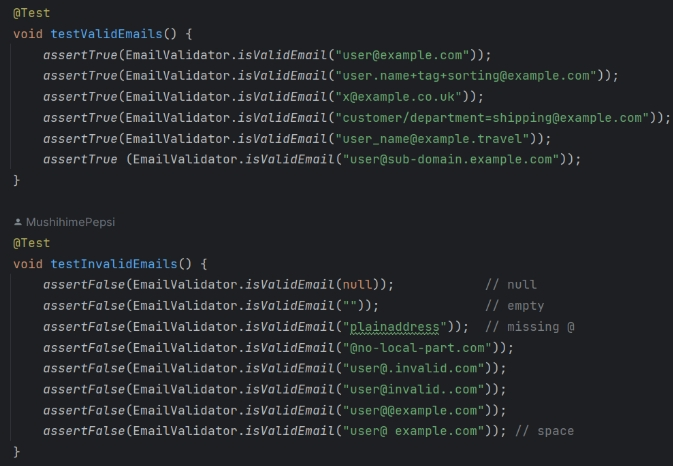 @Test
void testValidEmails() {
    assertTrue(EmailValidator.isValidEmail("user@example.com"));
    assertTrue(EmailValidator.isValidEmail("user.name+tag+sorting@example.com"));
    assertTrue(EmailValidator.isValidEmail("x@example.co.uk"));
    assertTrue(EmailValidator.isValidEmail("customer/department=shipping@example.com"));
    assertTrue(EmailValidator.isValidEmail("user_name@example.travel"));
    assertTrue (EmailValidator.isValidEmail("user@sub-domain.example.com"));
}
MushihimePepsi
@Test
void testInvalidEmails() {
    assertFalse(EmailValidator.isValidEmail(null));            // null
    assertFalse(EmailValidator.isValidEmail(""));              // empty
    assertFalse(EmailValidator.isValidEmail("plainaddress"));  // missing @
    assertFalse(EmailValidator.isValidEmail("@no-local-part.com"));
    assertFalse(EmailValidator.isValidEmail("user@.invalid.com"));
    assertFalse(EmailValidator.isValidEmail("user@invalid..com"));
    assertFalse(EmailValidator.isValidEmail("user@@example.com"));
    assertFalse(EmailValidator.isValidEmail("user@ example.com")); // space
}